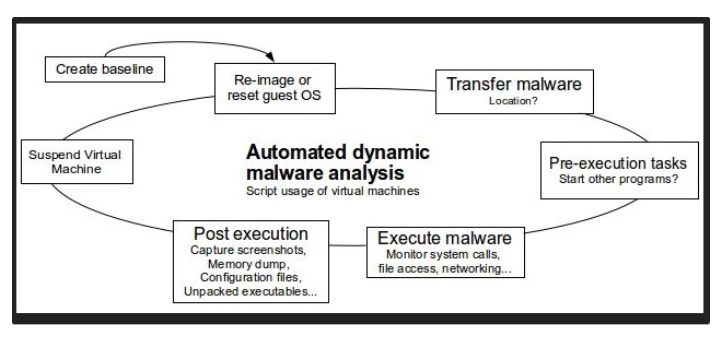 Create baseline
Re-image or
reset guest OS
Transfer malware
Location?
Pre-execution tasks
Start other programs?
Execute malware
Monitor system calls,
file access, networking...
Post execution
Capture screenshots,
Memory dump,
Configuration files,
Unpacked executables...
Suspend Virtual
Machine
Automated dynamic
malware analysis
Script usage of virtual machines